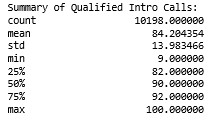 Summary of Qualified Intro Calls:
count 10198.000000
mean 84.204354
std 13.983466
min 9.000000
25% 82.000000
50% 90.000000
75% 92.000000
max 100.000000